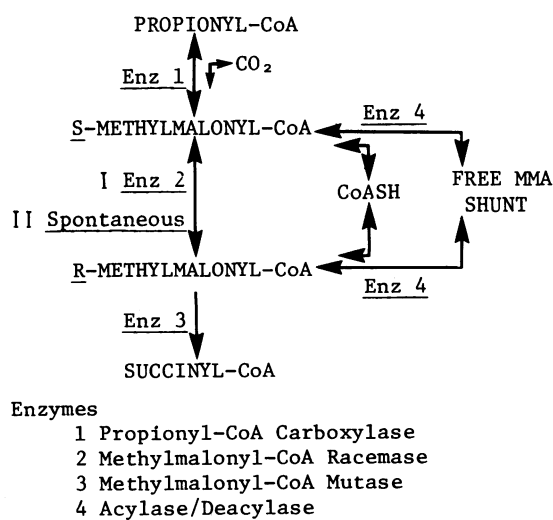 PROPIONYL-CoA
Enz 1
CO₂
S-METHYLMALONYL-CoA
Enz 4
I Enz 2
CoASH
FREE MMA
SHUNT
II Spontaneous
R-METHYLMALONYL-CoA
Enz 4
Enz 3
SUCCINYL-CoA
Enzymes
1 Propionyl-CoA Carboxylase
2 Methylmalonyl-CoA Racemase
3 Methylmalonyl-CoA Mutase
4 Acylase/Deacylase